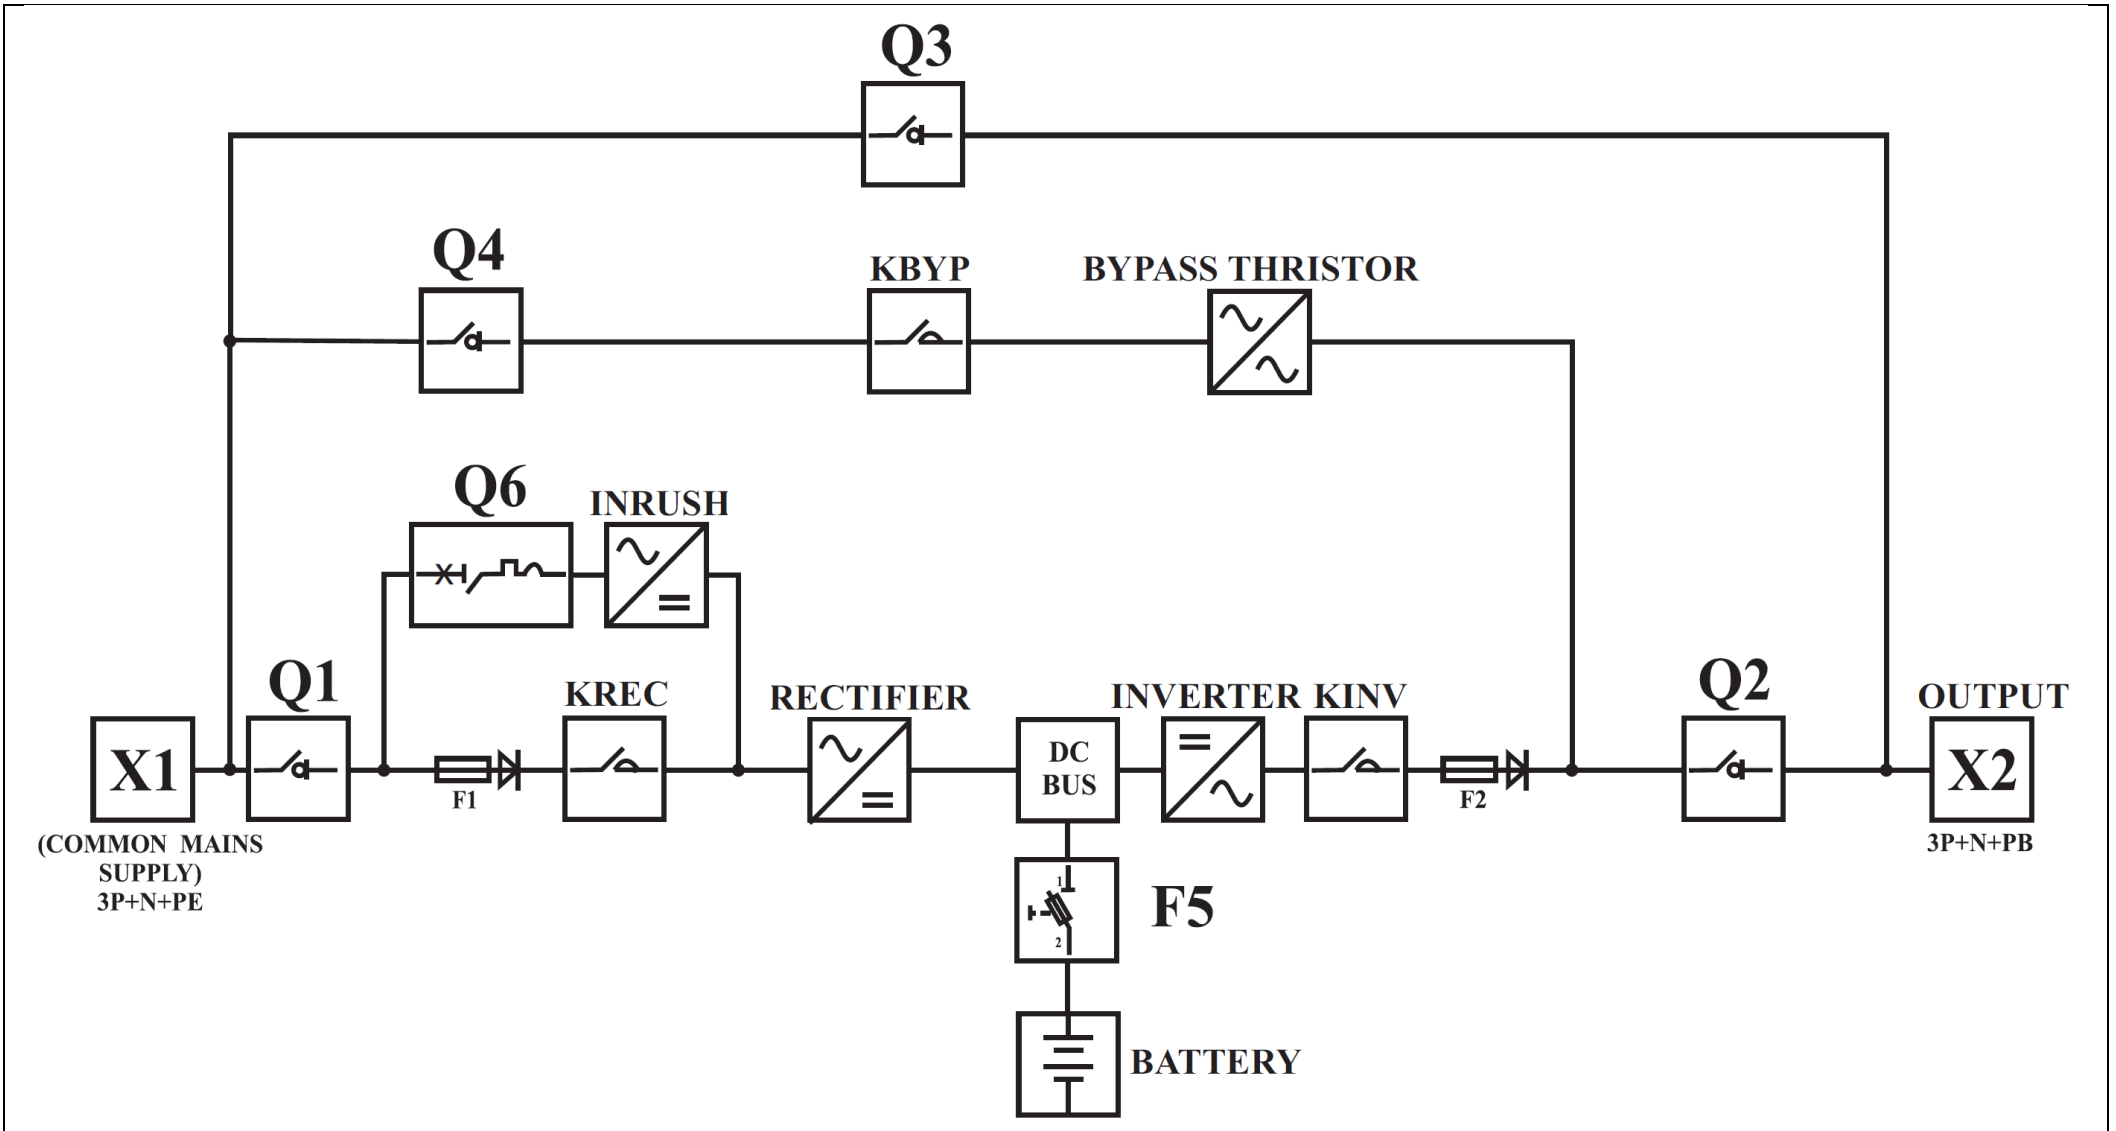 Q3
Q4
KBYP
BYPASS THRISTOR
Q6
INRUSH
Q1
KREC
RECTIFIER
INVERTER
KINV
Q2
OUTPUT
X1
F1
DC
BUS
F2
X2
(COMMON MAINS
SUPPLY)
3P+N+PE
3P+N+PB
1
2
F5
BATTERY